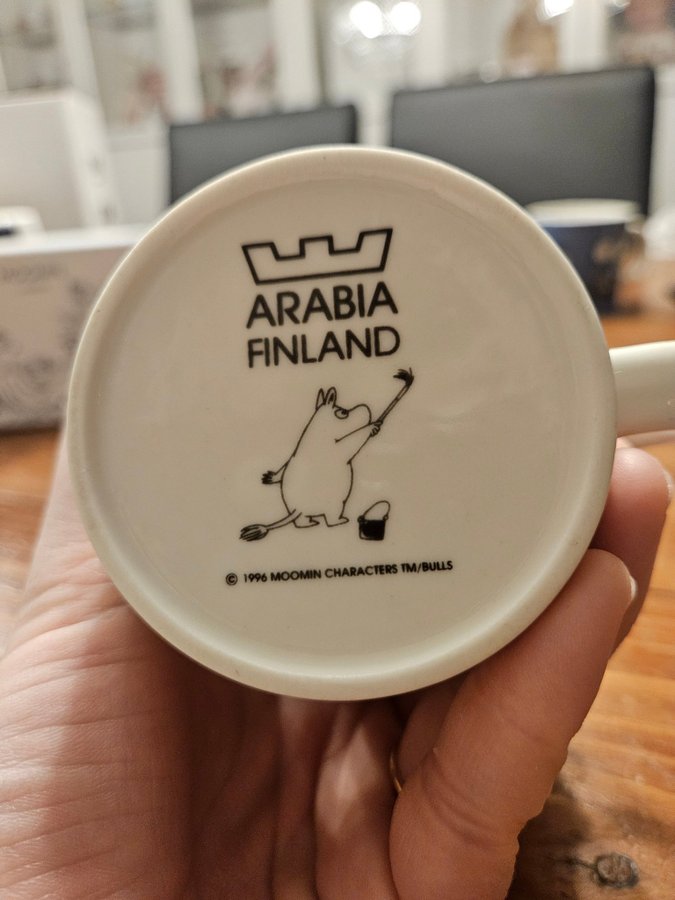 ARABIA
FINLAND
© 1996 MOOMIN CHARACTERS TM/BULLS